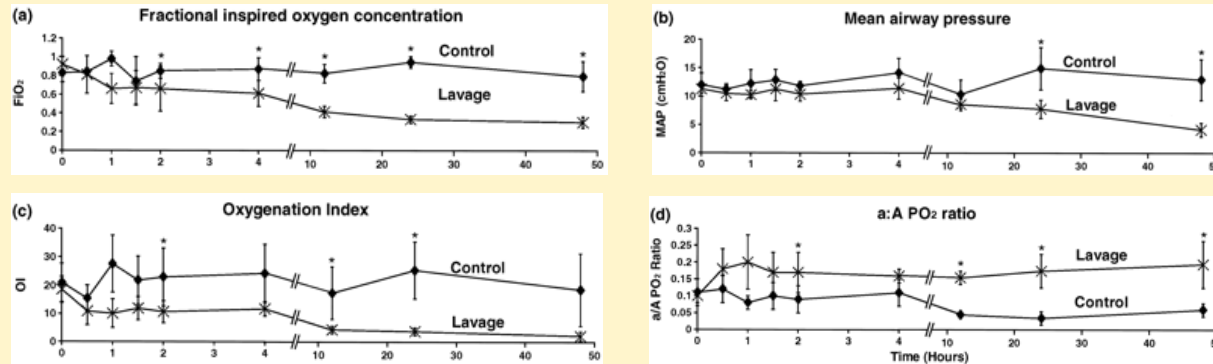 (a) Fractional inspired oxygen concentration
FiO₂
1.2
1
0.8
0.6
0.4
0.2
0
* * * * *
Control
Lavage
0 1 2 3 4 10 20 30 40 50
(b) Mean airway pressure
MAP (cmH₂O)
20
15
10
5
0
* *
Control
Lavage
0 1 2 3 4 10 20 30 40 50
(c) Oxygenation Index
OI
40
30
20
10
0
* * *
Control
Lavage
0 1 2 3 4 10 20 30 40 50
(d) a:A PO₂ ratio
a/A PO₂ Ratio
0.3
0.25
0.2
0.15
0.1
0.05
0
* * * *
Lavage
Control
0 1 2 3 4 10 20 30 40 50
Time (Hours)